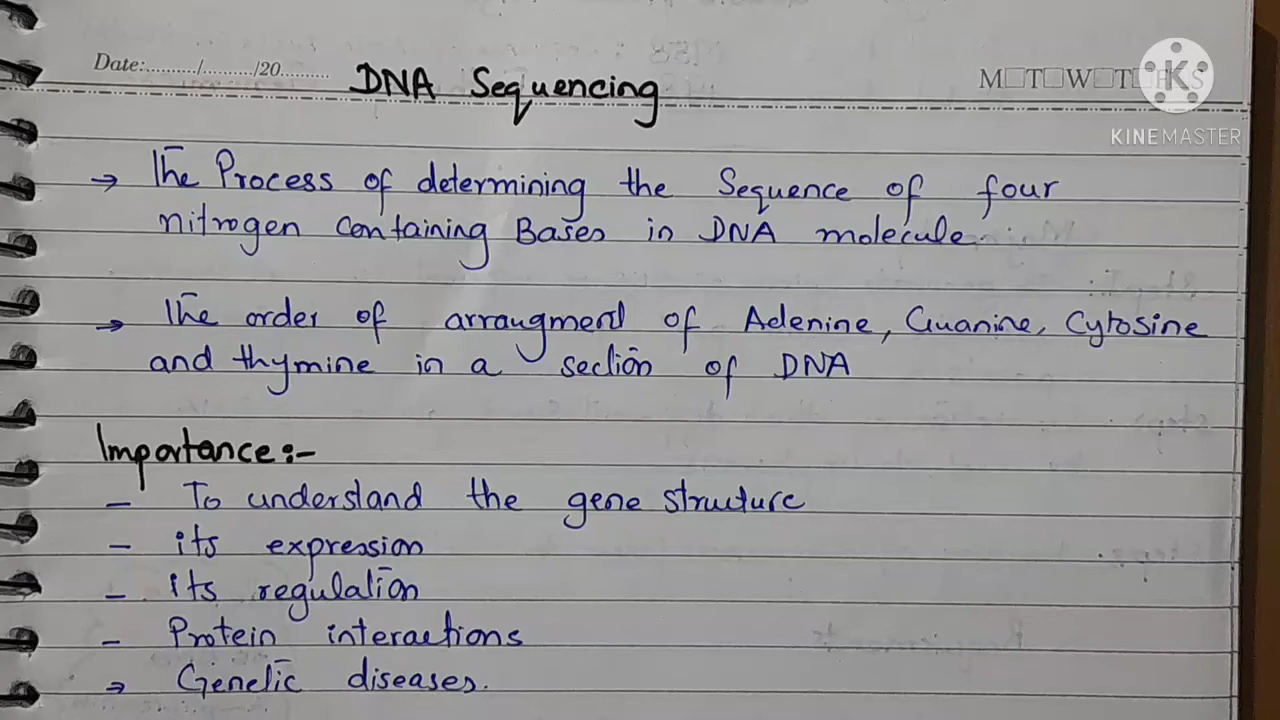 Date:........../........../20..........
DNA Sequencing
M□T□W□T□F□S
KINEMASTER
→ The Process of determining the Sequence of four
nitrogen containing Bases in DNA molecule.
→ The order of arraugment of Adenine, Guanine, Cytosine
and thymine in a section of DNA
Importance:-
- To understand the gene structure
- its expression
- Its regulation
- Protein interactions
→ Genetic diseases.